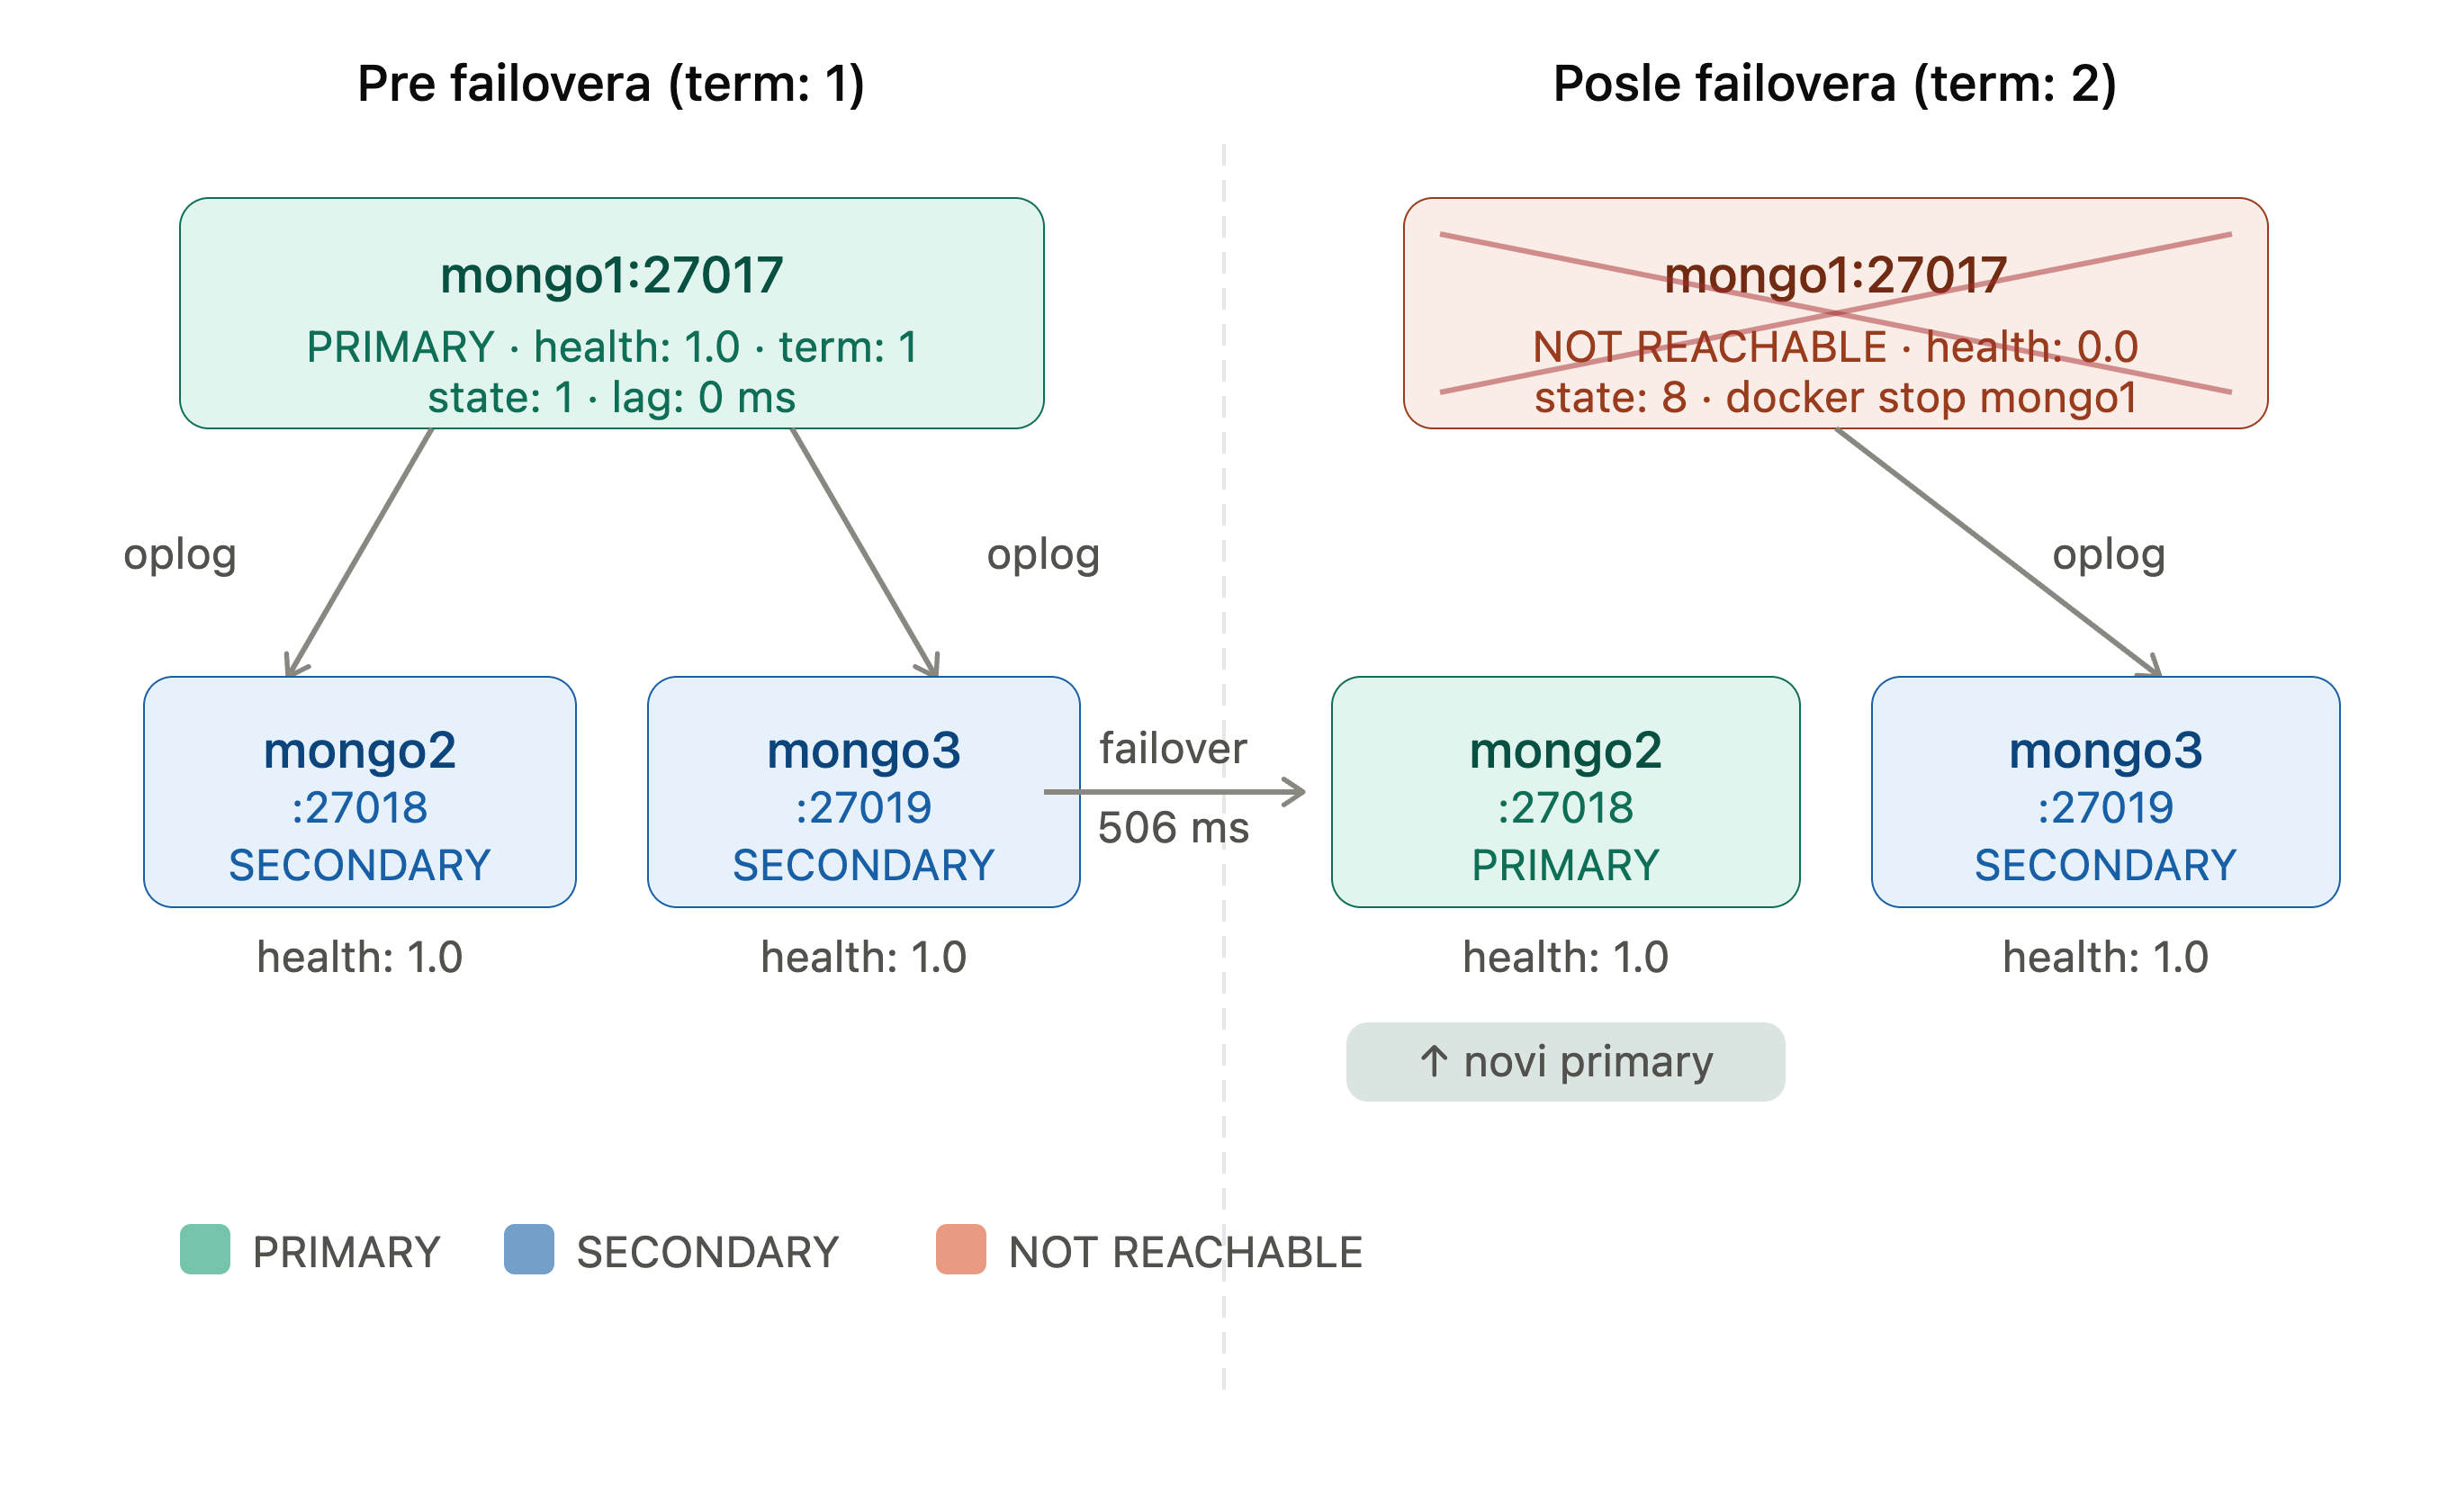 Pre failovera (term: 1)
Posle failovera (term: 2)
mongo1:27017
PRIMARY · health: 1.0 · term: 1
state: 1 · lag: 0 ms
mongo1:27017
NOT REACHABLE · health: 0.0
state: 8 · docker stop mongo1
oplog
oplog
oplog
mongo2
:27018
SECONDARY
health: 1.0
mongo3
:27019
SECONDARY
health: 1.0
failover
506 ms
mongo2
:27018
PRIMARY
health: 1.0
↑ novi primary
mongo3
:27019
SECONDARY
health: 1.0
PRIMARY
SECONDARY
NOT REACHABLE